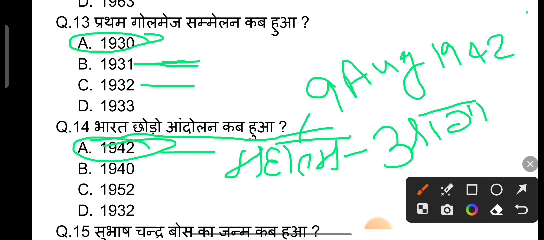 D. 1963
Q.13 प्रथम गोलमेज सम्मेलन कब हुआ ?
A. 1930
B. 1931
C. 1932
D. 1933
9 Aug 1942
Q.14 भारत छोड़ो आंदोलन कब हुआ ?
A. 1942
B. 1940
C. 1952
D. 1932
Q.15 सुभाष चन्द्र बोस का जन्म कब हुआ ?